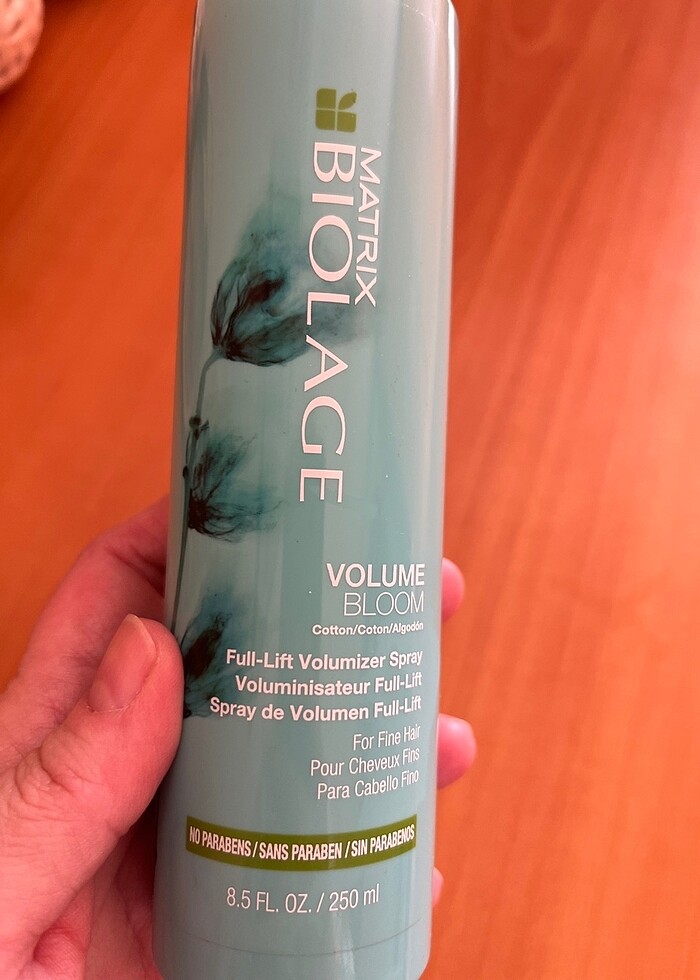 MATRIX
BIOLAGE
VOLUME
BLOOM
Cotton/Coton/Algodón
Full-Lift Volumizer Spray
Voluminisateur Full-Lift
Spray de Volumen Full-Lift
For Fine Hair
Pour Cheveux Fins
Para Cabello Fino
NO PARABENS / SANS PARABEN / SIN PARABENOS
8.5 FL. OZ. / 250 ml